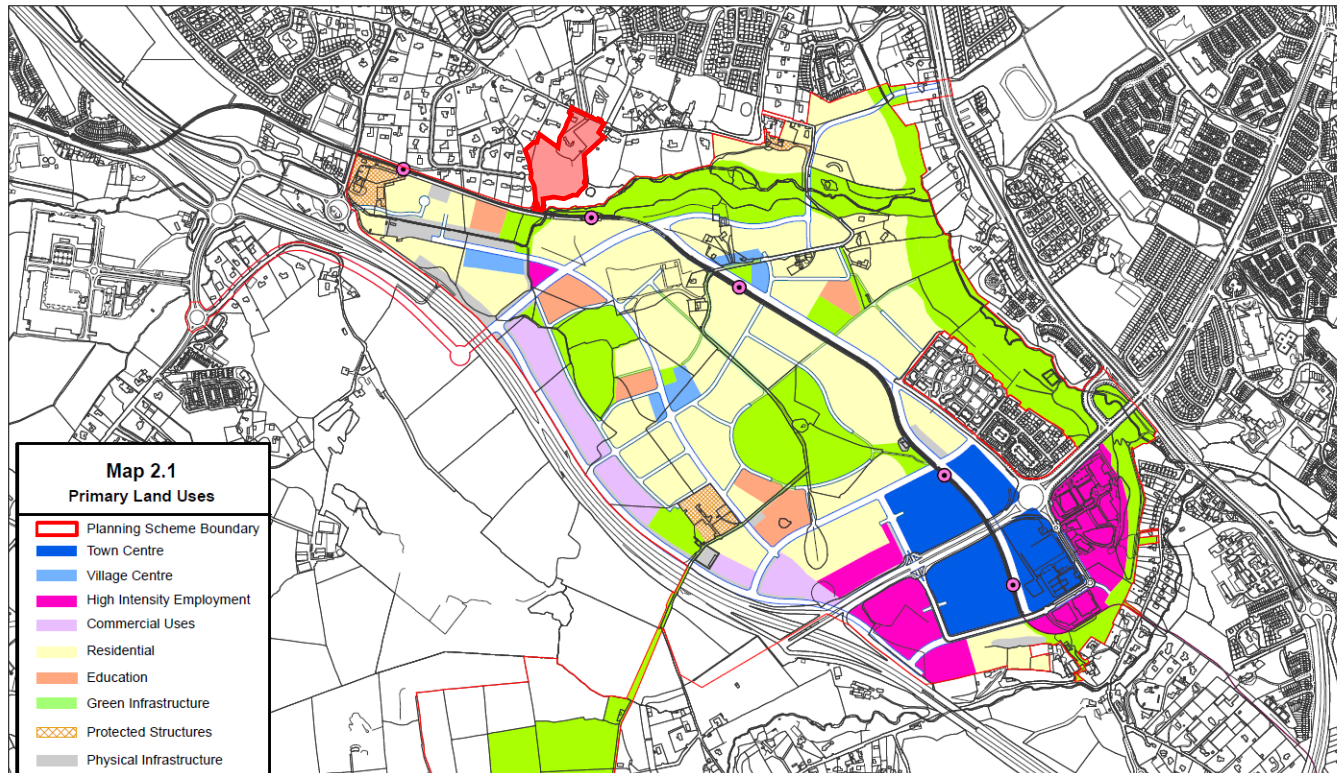 Map 2.1
Primary Land Uses
Planning Scheme Boundary
Town Centre
Village Centre
High Intensity Employment
Commercial Uses
Residential
Education
Green Infrastructure
Protected Structures
Physical Infrastructure